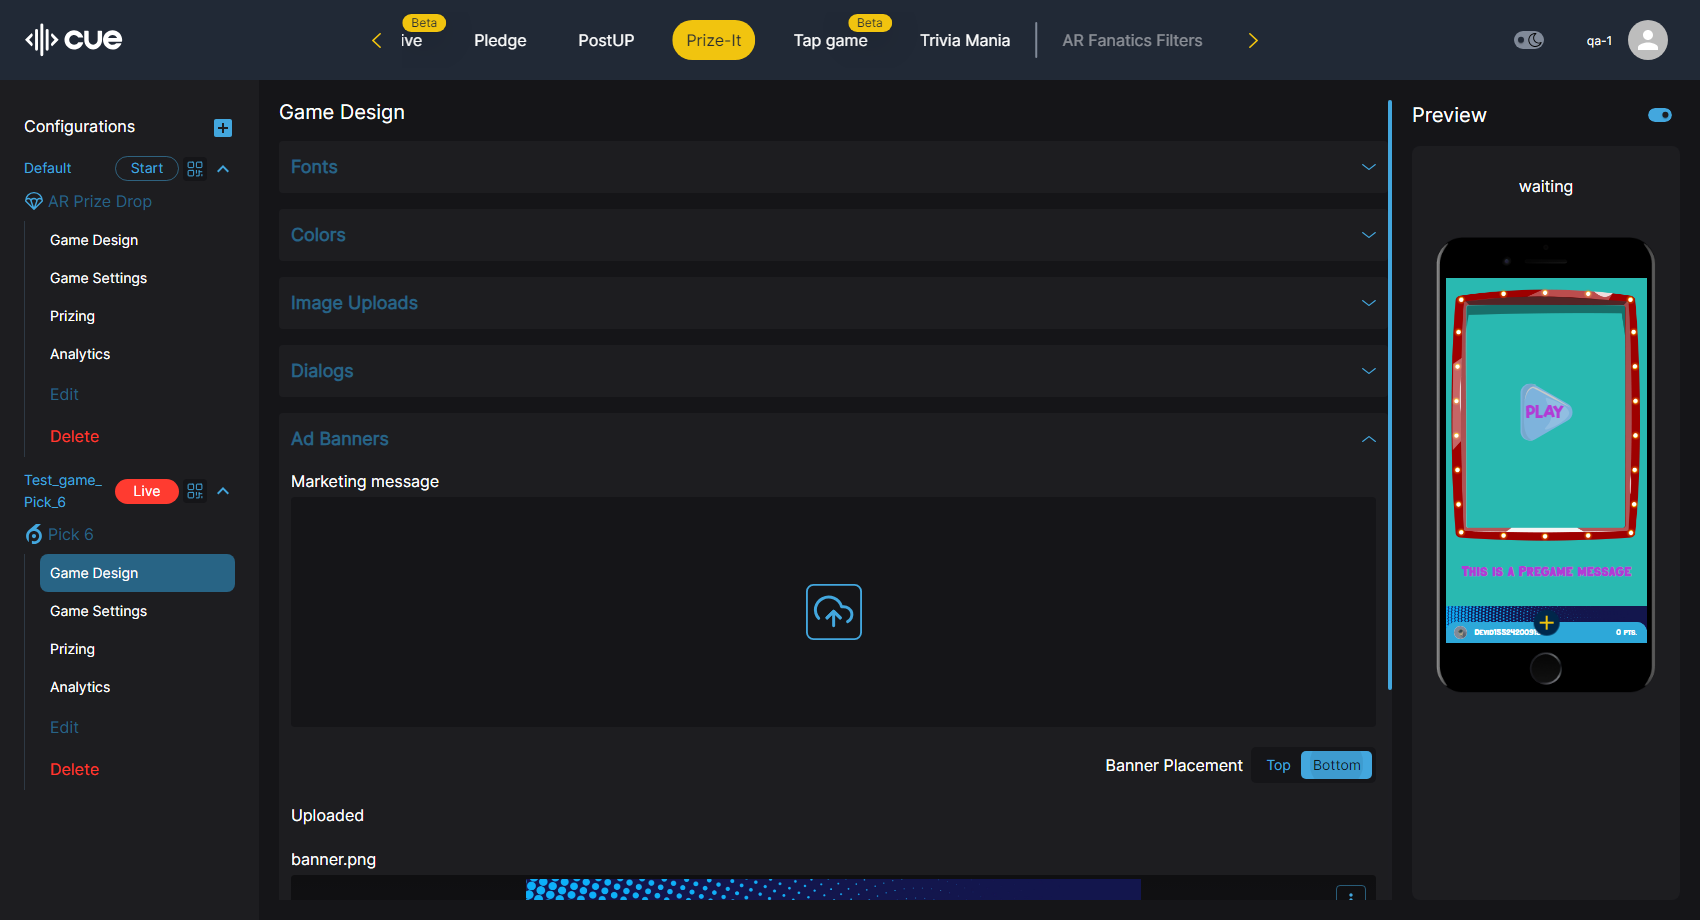 cue
Beta
ive
Pledge
PostUP
Prize-It
Beta
Tap game
Trivia Mania
AR Fanatics Filters
qa-1
Configurations
Default
Start
AR Prize Drop
Game Design
Game Settings
Prizing
Analytics
Edit
Delete
Test_game_
Pick_6
Live
Pick 6
Game Design
Game Settings
Prizing
Analytics
Edit
Delete
Game Design
Fonts
Colors
Image Uploads
Dialogs
Ad Banners
Marketing message
Banner Placement
Top
Bottom
Uploaded
banner.png
Preview
waiting
PLAY
This is a Pregame message
0 pts.